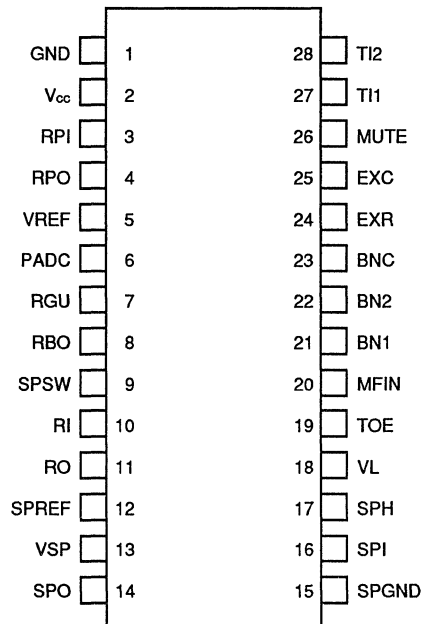 GND 1 28 TI2
Vcc 2 27 TI1
RPI 3 26 MUTE
RPO 4 25 EXC
VREF 5 24 EXR
PADC 6 23 BNC
RGU 7 22 BN2
RBO 8 21 BN1
SPSW 9 20 MFIN
RI 10 19 TOE
RO 11 18 VL
SPREF 12 17 SPH
VSP 13 16 SPI
SPO 14 15 SPGND